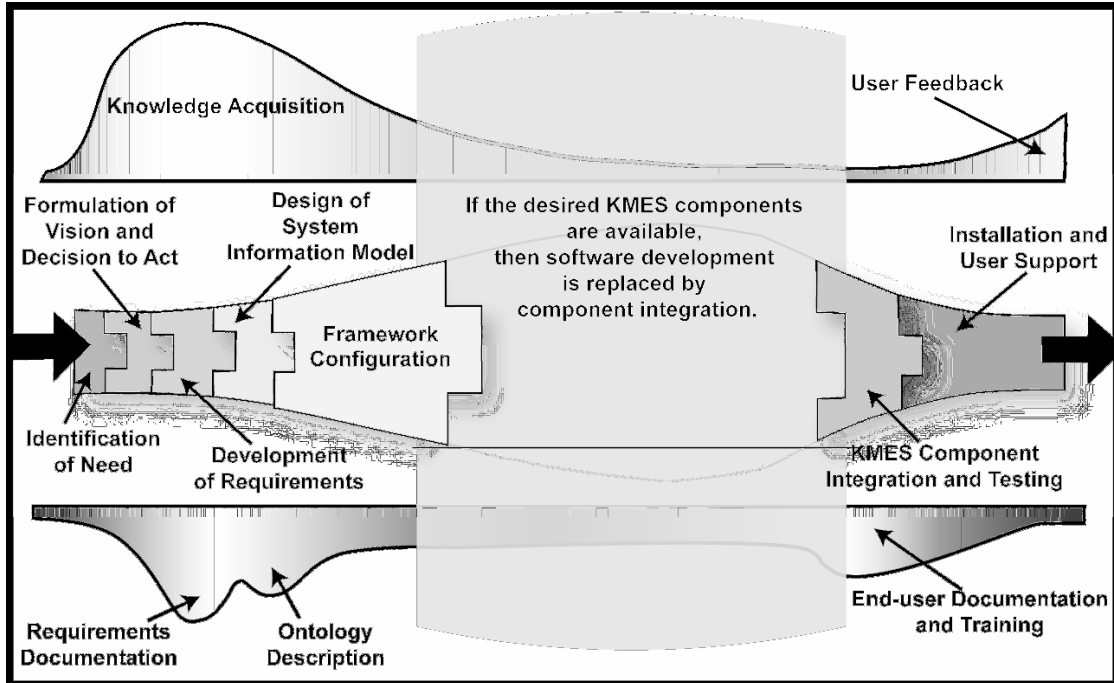 Knowledge Acquisition
User Feedback
Formulation of
Vision and
Decision to Act
Design of
System
Information Model
If the desired KMES components
are available,
then software development
is replaced by
component integration.
Installation and
User Support
Framework
Configuration
Identification
of Need
Development
of Requirements
KMES Component
Integration and Testing
Requirements
Documentation
Ontology
Description
End-user Documentation
and Training